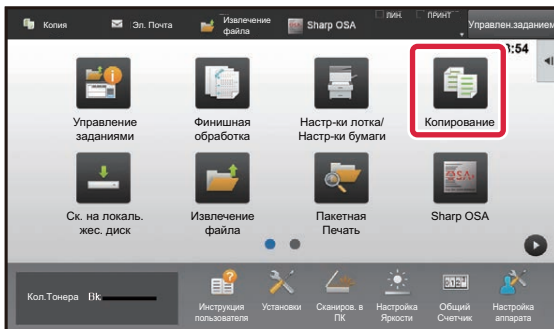 Копия
Эл. Почта
Извлечение
файла
Sharp OSA
ЛИН.
ПРИНТ
Управлен.заданием
:54
Управление
заданиями
Финишная
обработка
Настр-ки лотка/
Настр-ки бумаги
Копирование
Ск. на локаль.
жес. диск
Извлечение
файла
Пакетная
Печать
Sharp OSA
Кол.Тонера Bk
Инструкция
пользователя
Установки
Сканиров. в
ПК
Настройка
Яркости
Общий
Счетчик
Настройка
аппарата